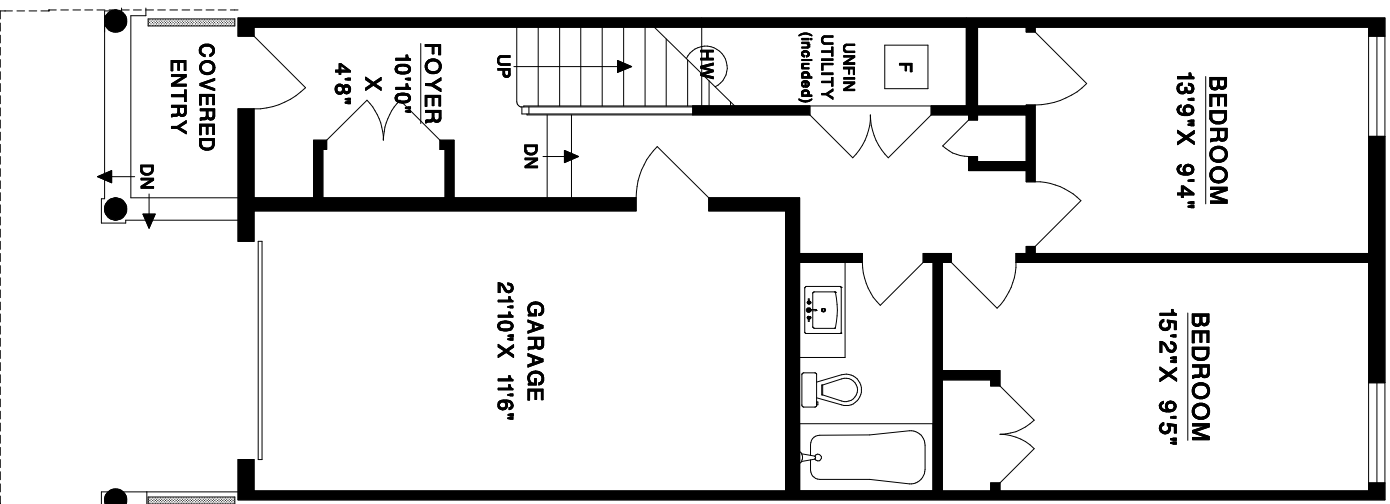 COVERED
ENTRY
DN
FOYER
10'10"
X
4'8"
UP
DN
HW
UNFIN
UTILITY
(included)
F
BEDROOM
13'9"X 9'4"
GARAGE
21'10"X 11'6"
BEDROOM
15'2"X 9'5"